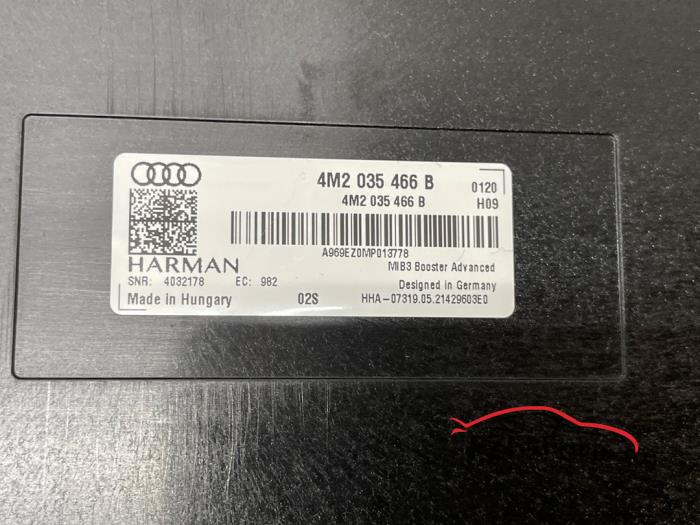 4M2 035 466 B
4M2 035 466 B
0120
H09
A969EZ0MP013778
HARMAN
MIB3 Booster Advanced
SNR: 4032178 EC: 982
Designed in Germany
Made in Hungary 02S HHA-07319.05.21429603E0